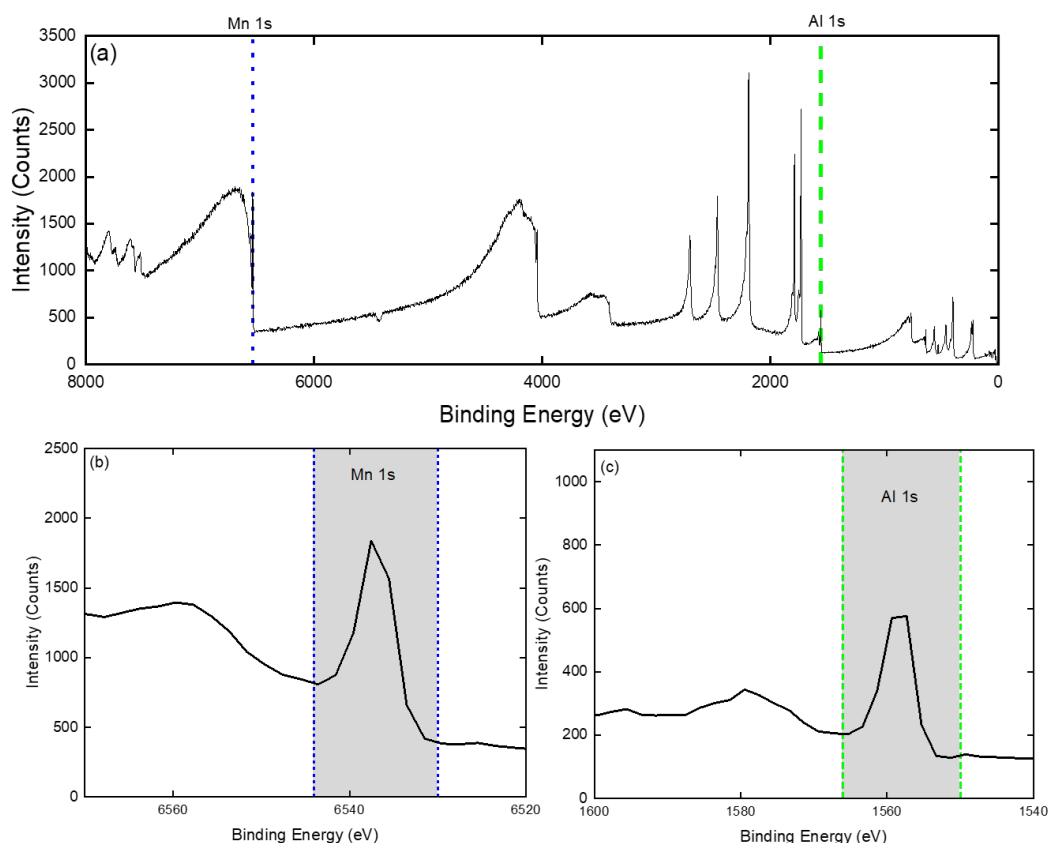 Mn 1s
Al 1s
(a)
3500
3000
2500
2000
1500
1000
500
0
Intensity (Counts)
8000 6000 4000 2000 0
Binding Energy (eV)
(b)
Mn 1s
2500
2000
1500
1000
500
0
Intensity (Counts)
6560 6540 6520
Binding Energy (eV)
(c)
Al 1s
1000
800
600
400
200
0
Intensity (Counts)
1600 1580 1560 1540
Binding Energy (eV)